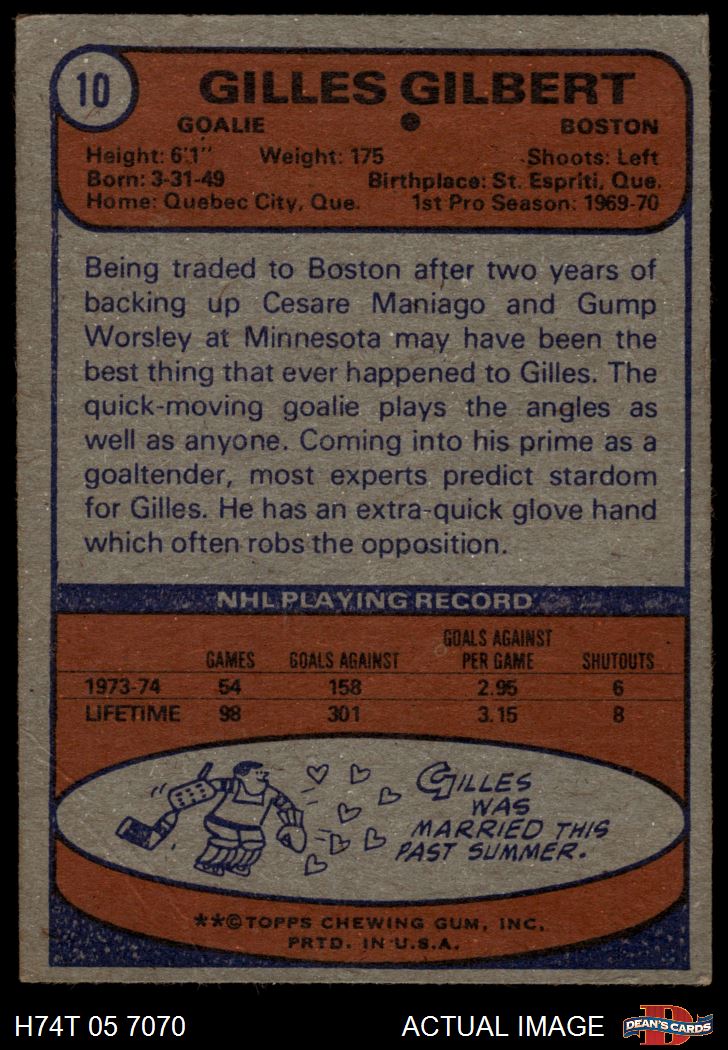 10
GILLES GILBERT
GOALIE ● BOSTON
Height: 6'1" Weight: 175 Shoots: Left
Born: 3-31-49 Birthplace: St. Espriti, Que.
Home: Quebec City, Que. 1st Pro Season: 1969-70
Being traded to Boston after two years of
backing up Cesare Maniago and Gump
Worsley at Minnesota may have been the
best thing that ever happened to Gilles. The
quick-moving goalie plays the angles as
well as anyone. Coming into his prime as a
goaltender, most experts predict stardom
for Gilles. He has an extra-quick glove hand
which often robs the opposition.
NHL PLAYING RECORD
GAMES GOALS AGAINST GOALS AGAINST PER GAME SHUTOUTS
1973-74 54 158 2.95 6
LIFETIME 98 301 3.15 8
GILLES
WAS
MARRIED THIS
PAST SUMMER.
**© TOPPS CHEWING GUM, INC.
PRTD. IN U.S.A.
H74T 05 7070 ACTUAL IMAGE
D
DEAN'S CARDS